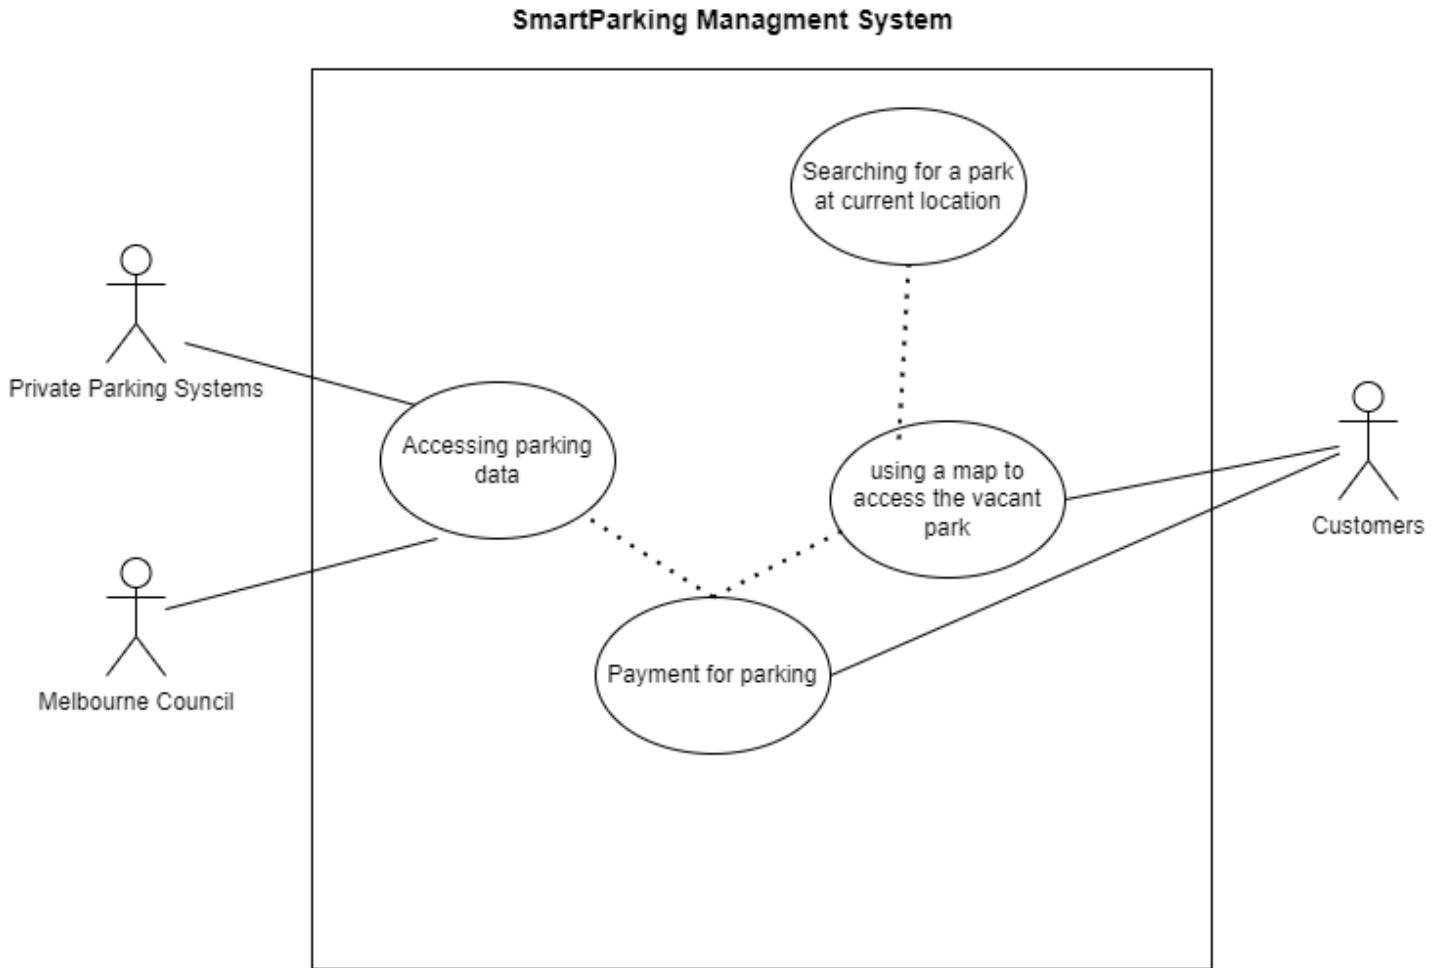 SmartParking Managment System
Searching for a park
at current location
Private Parking Systems
Accessing parking
data
using a map to
access the vacant
park
Customers
Payment for parking
Melbourne Council